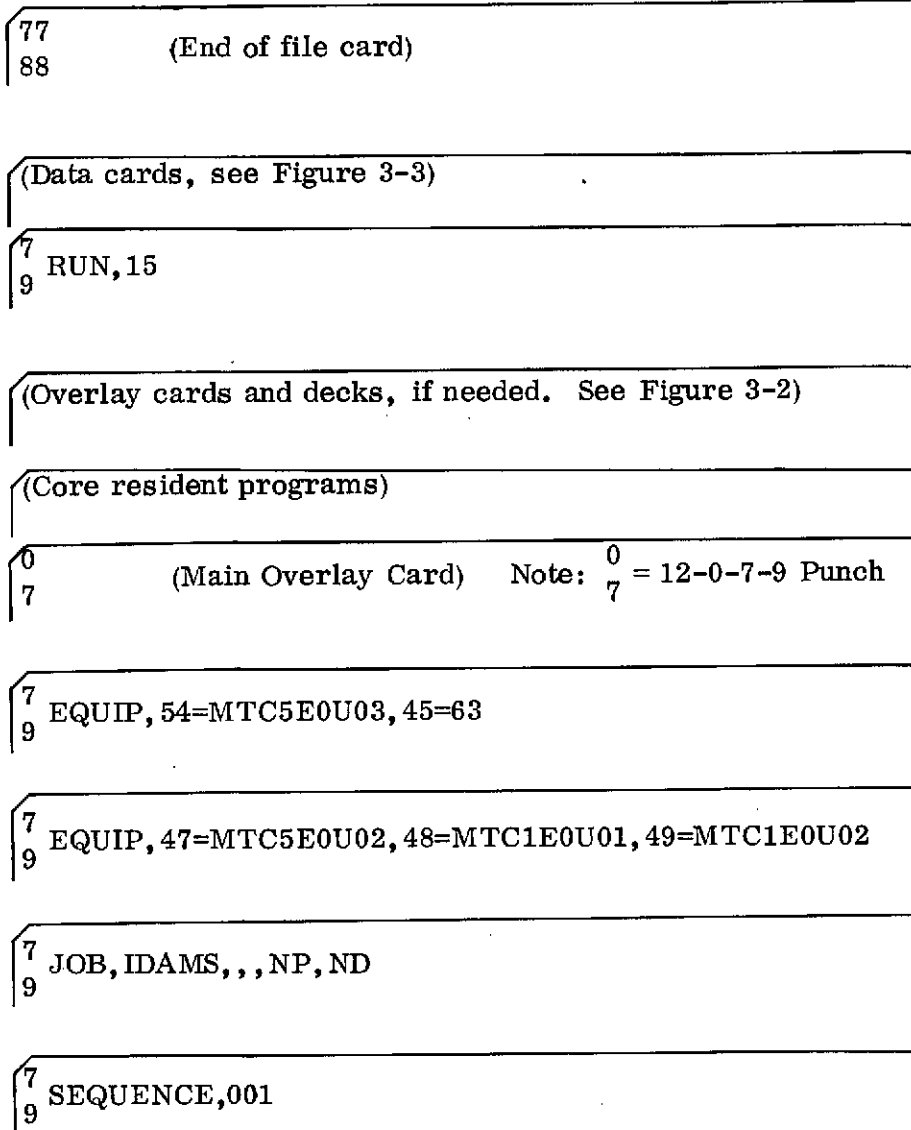 77
88 (End of file card)
(Data cards, see Figure 3-3)
7
9 RUN,15
(Overlay cards and decks, if needed. See Figure 3-2)
(Core resident programs)
0
7 (Main Overlay Card) Note: 0
7 = 12-0-7-9 Punch
7
9 EQUIP,54=MTC5E0U03,45=63
7
9 EQUIP,47=MTC5E0U02,48=MTC1E0U01,49=MTC1E0U02
7
9 JOB,IDAMS,,,NP,ND
7
9 SEQUENCE,001